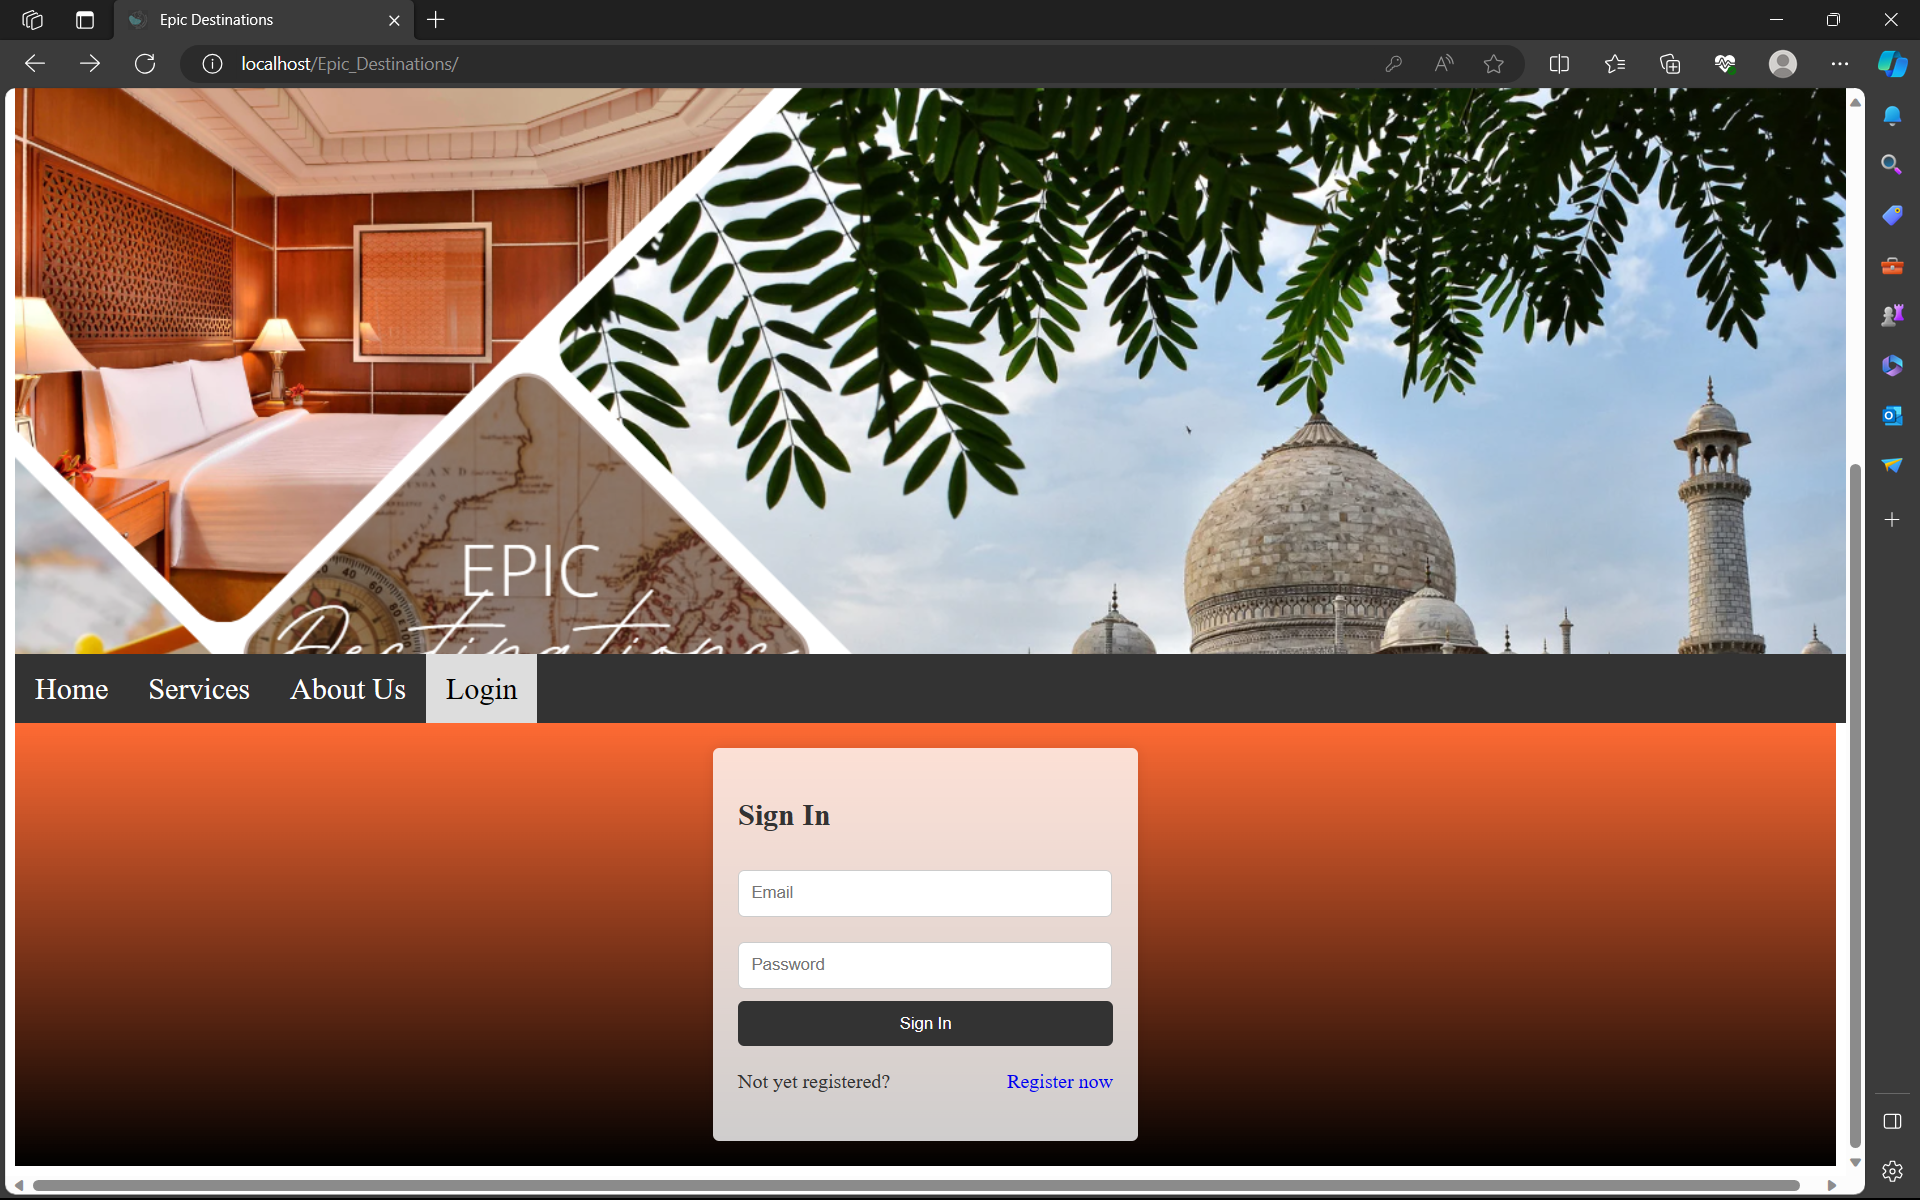 Epic Destinations
localhost/Epic_Destinations/
EPIC
Destinations
Home Services About Us Login
Sign In
Email
Password
Sign In
Not yet registered? Register now